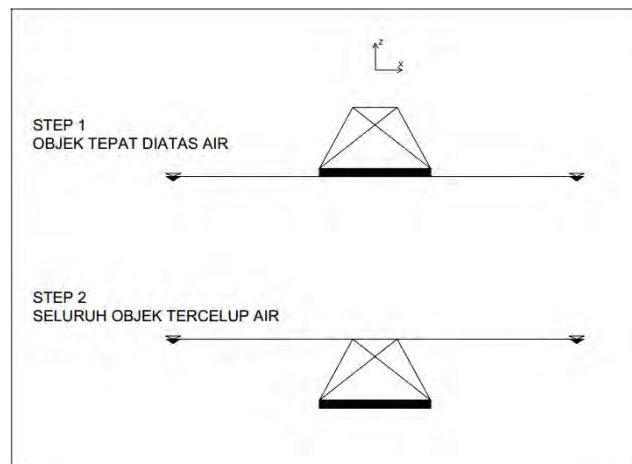 z
x
STEP 1
OBJEK TEPAT DIATAS AIR
STEP 2
SELURUH OBJEK TERCELUP AIR